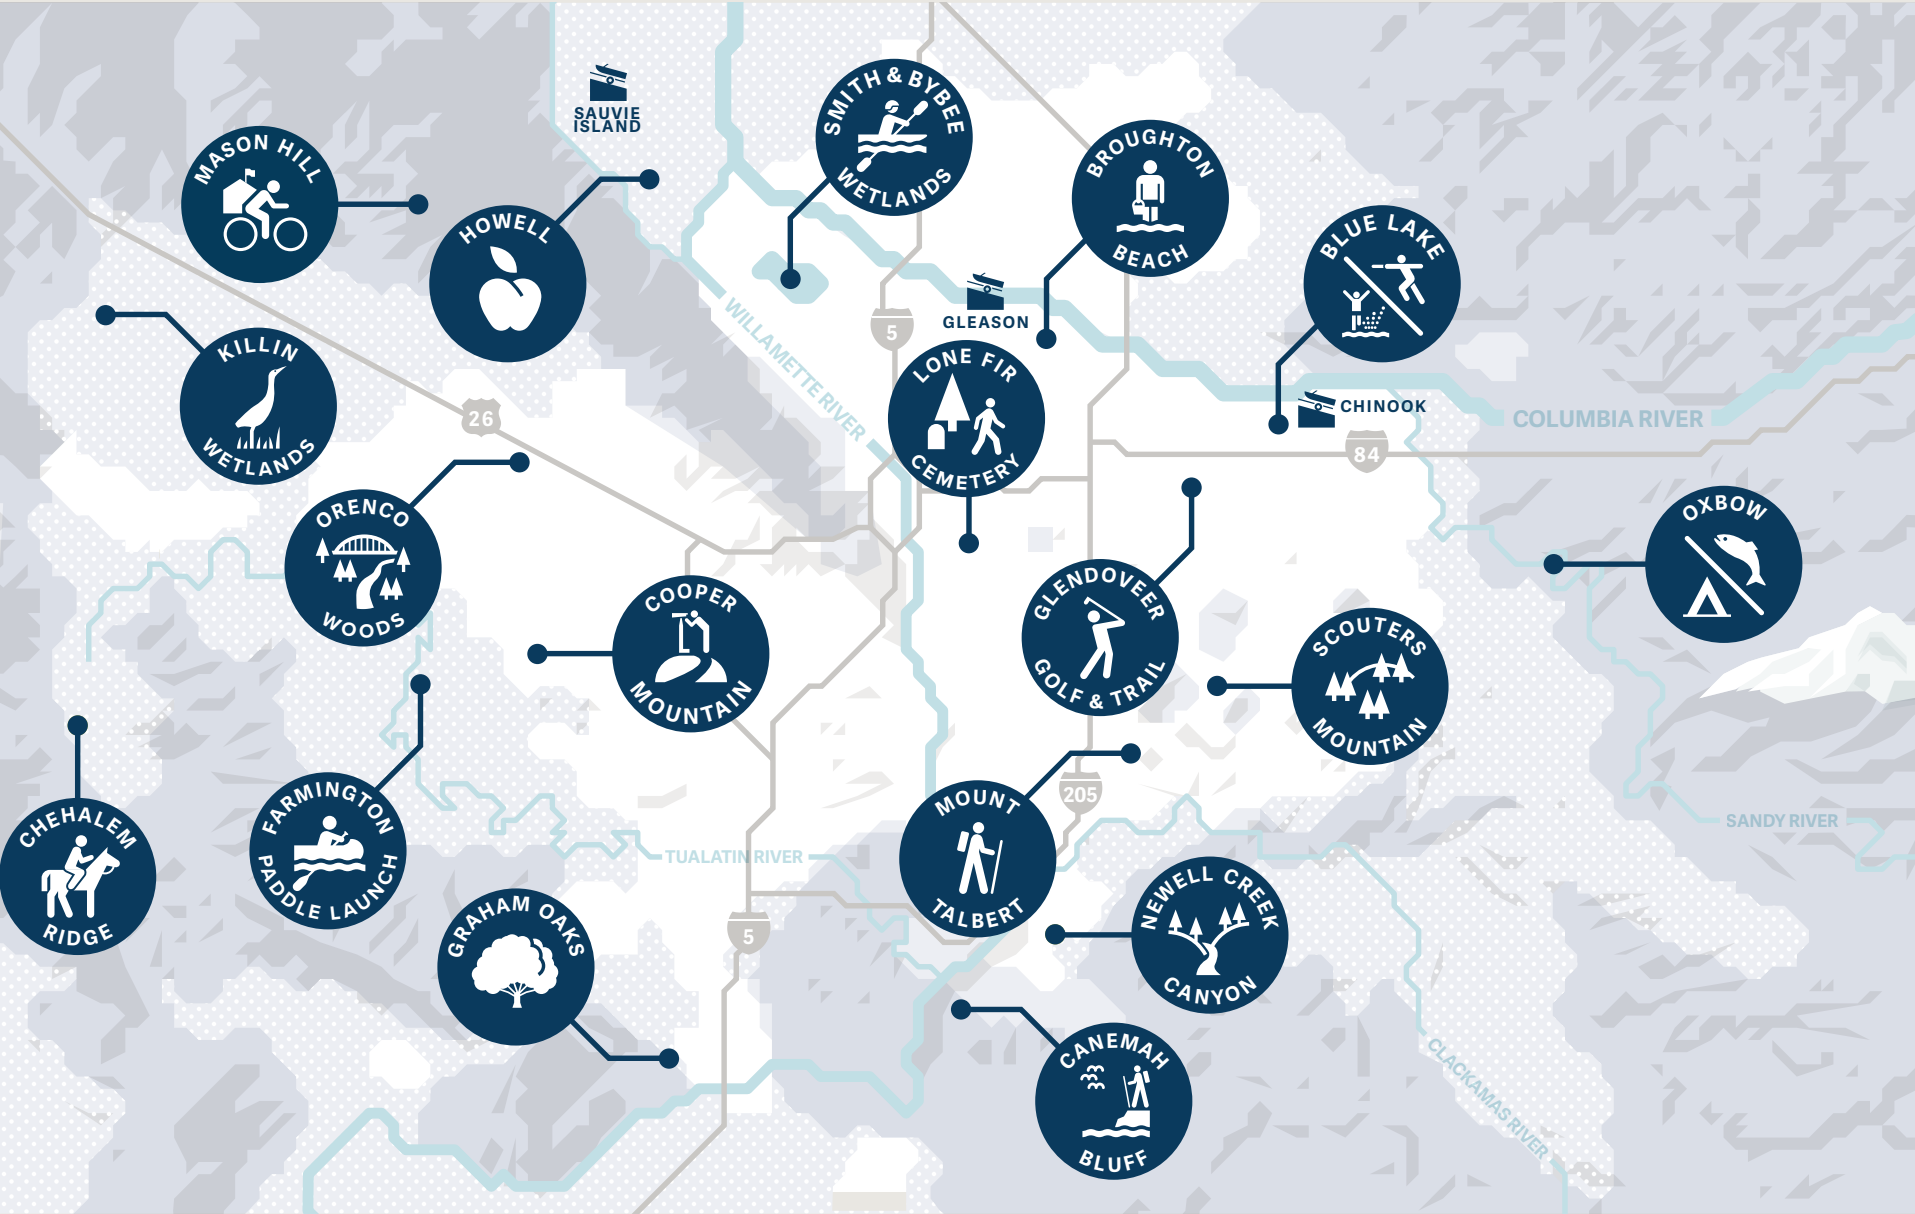 SAUVIE
ISLAND
SMITH & BYBEE
WETLANDS
MASON HILL
HOWELL
BROUGHTON
BEACH
BLUE LAKE
GLEASON
5
WILLAMETTE RIVER
KILLIN
WETLANDS
26
LONE FIR
CEMETERY
CHINOOK
COLUMBIA RIVER
84
ORENCO
WOODS
OXBOW
COOPER
MOUNTAIN
GLENDOVEER
GOLF & TRAIL
SCOUTERS
MOUNTAIN
CHEHALEM
RIDGE
FARMINGTON
PADDLE LAUNCH
205
MOUNT
TALBERT
SANDY RIVER
TUALATIN RIVER
GRAHAM OAKS
5
NEWELL CREEK
CANYON
CANEMAH
BLUFF
CLACKAMAS RIVER